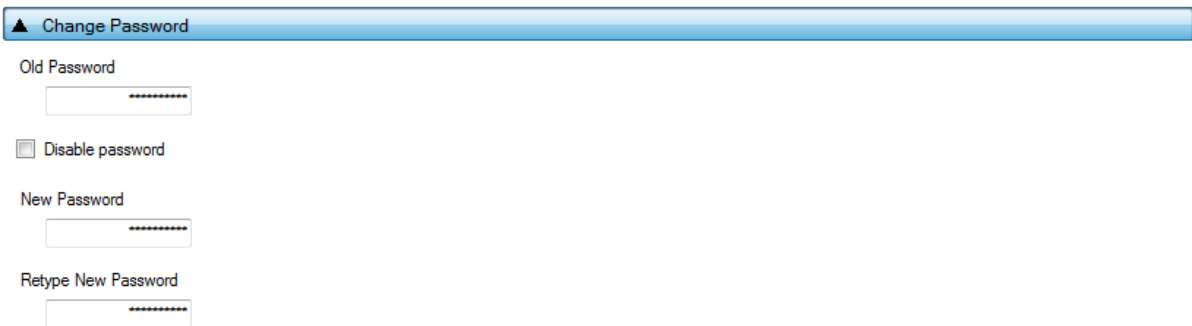 Change Password
Old Password
**********
Disable password
New Password
**********
Retype New Password
**********